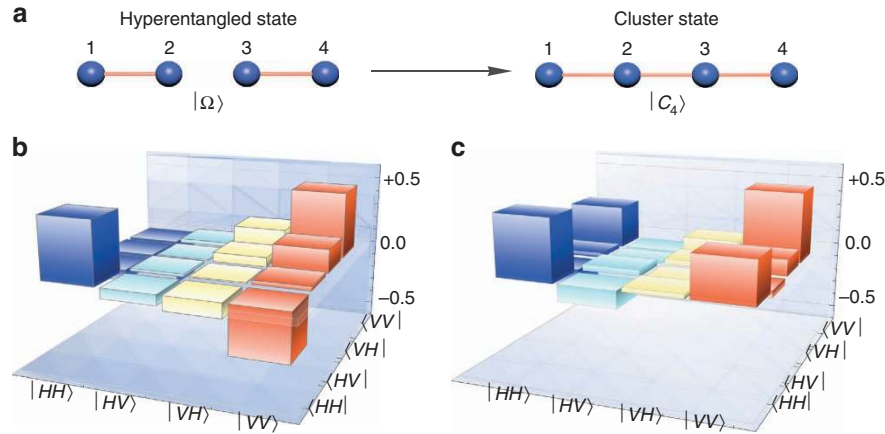 a
Hyperentangled state
Cluster state
1 2 3 4
1 2 3 4
|Ω⟩
|C₄⟩
b
c
+0.5
0.0
−0.5
⟨VV|
⟨VH|
⟨HV|
⟨HH|
|HH⟩
|HV⟩
|VH⟩
|VV⟩
+0.5
0.0
−0.5
⟨VV|
⟨VH|
⟨HV|
⟨HH|
|HH⟩
|HV⟩
|VH⟩
|VV⟩